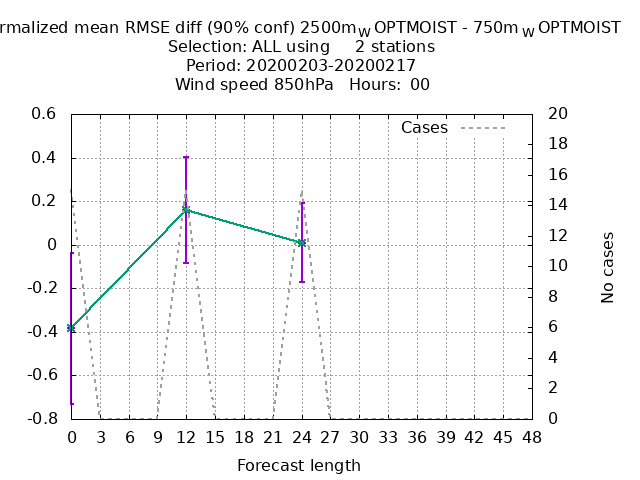 rmalized mean RMSE diff (90% conf) 2500m W OPTMOIST - 750m W OPTMOIST
Selection: ALL using 2 stations
Period: 20200203-20200217
Wind speed 850hPa Hours: 00
Cases
0.6
0.4
0.2
0
-0.2
-0.4
-0.6
-0.8
20
18
16
14
12
10
8
6
4
2
0
No cases
0 3 6 9 12 15 18 21 24 27 30 33 36 39 42 45 48
Forecast length